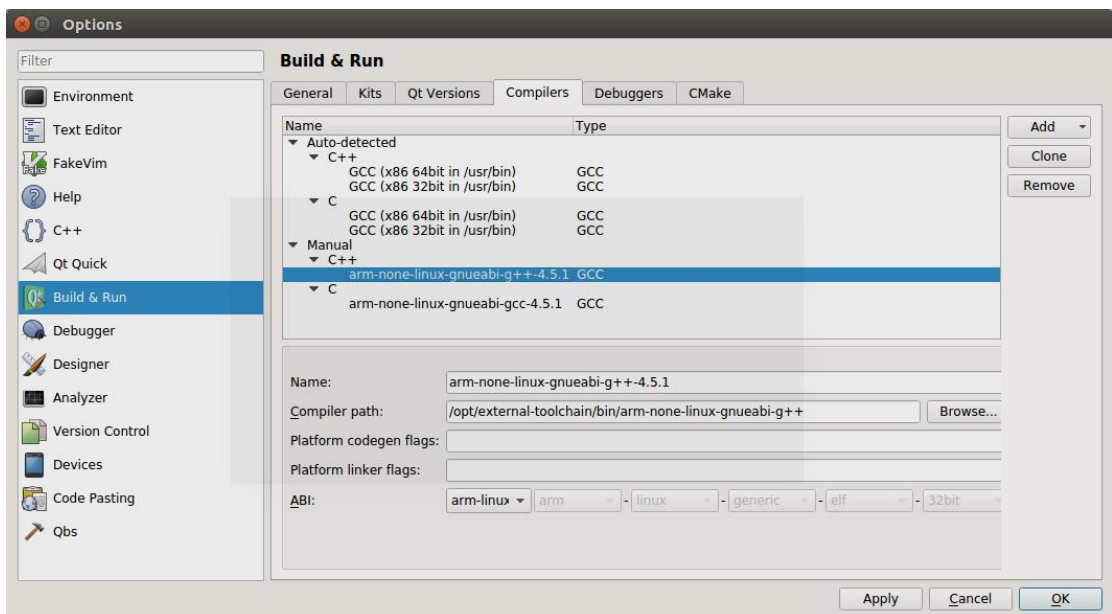 Options
Filter
Environment
Text Editor
FakeVim
Help
C++
Qt Quick
Build & Run
Debugger
Designer
Analyzer
Version Control
Devices
Code Pasting
Qbs
Build & Run
General Kits Qt Versions Compilers Debuggers CMake
Name Type
Auto-detected
C++
GCC (x86 64bit in /usr/bin) GCC
GCC (x86 32bit in /usr/bin) GCC
C
GCC (x86 64bit in /usr/bin) GCC
GCC (x86 32bit in /usr/bin) GCC
Manual
C++
arm-none-linux-gnueabi-g++-4.5.1 GCC
C
arm-none-linux-gnueabi-gcc-4.5.1 GCC
Add
Clone
Remove
Name: arm-none-linux-gnueabi-g++-4.5.1
Compiler path: /opt/external-toolchain/bin/arm-none-linux-gnueabi-g++ Browse...
Platform codegen flags:
Platform linker flags:
ABI: arm-linux arm - linux - generic - elf - 32bit
Apply Cancel OK